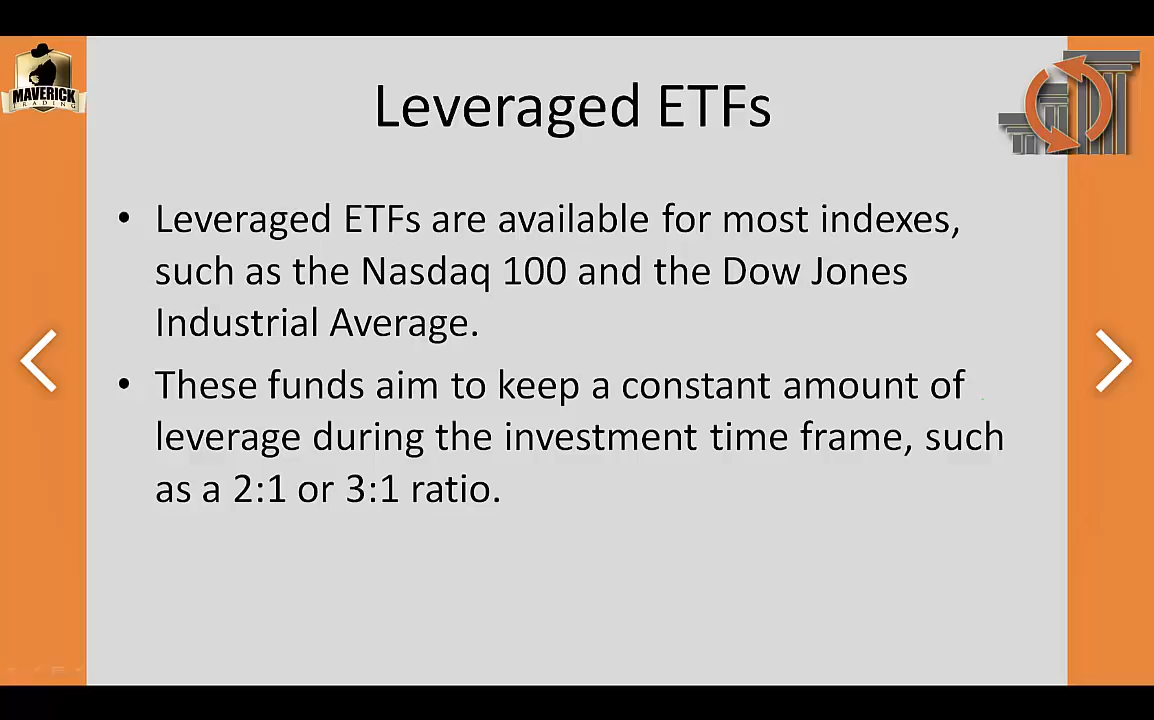 MAVERICK
TRADING
Leveraged ETFs
• Leveraged ETFs are available for most indexes,
such as the Nasdaq 100 and the Dow Jones
Industrial Average.
• These funds aim to keep a constant amount of
leverage during the investment time frame, such
as a 2:1 or 3:1 ratio.